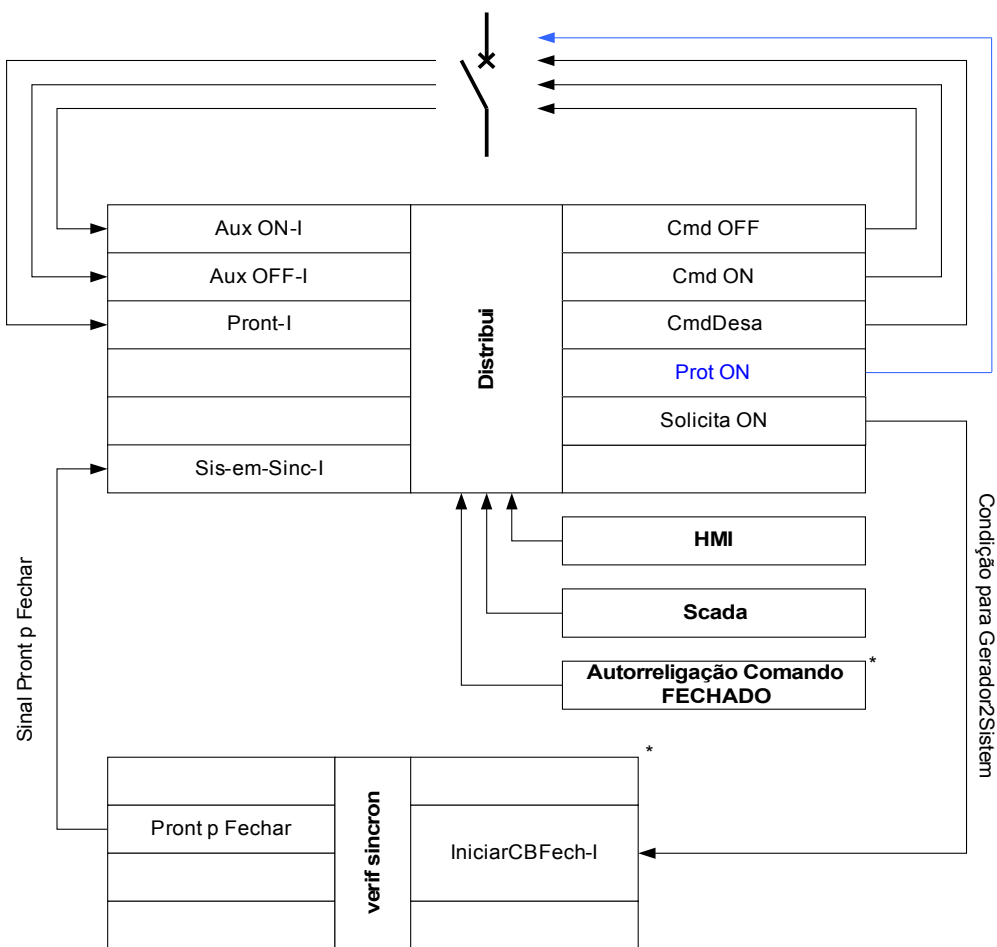 Aux ON-I
Cmd OFF
Aux OFF-I
Cmd ON
Pront-I
CmdDesa
Distribui
Prot ON
Solicita ON
Sis-em-Sinc-I
HMI
Scada
Autorreligação Comando
FECHADO
*
Sinal Pront p Fechar
Condição para Gerador2Sistem
*
Pront p Fechar
verif sincron
IniciarCBFech-I